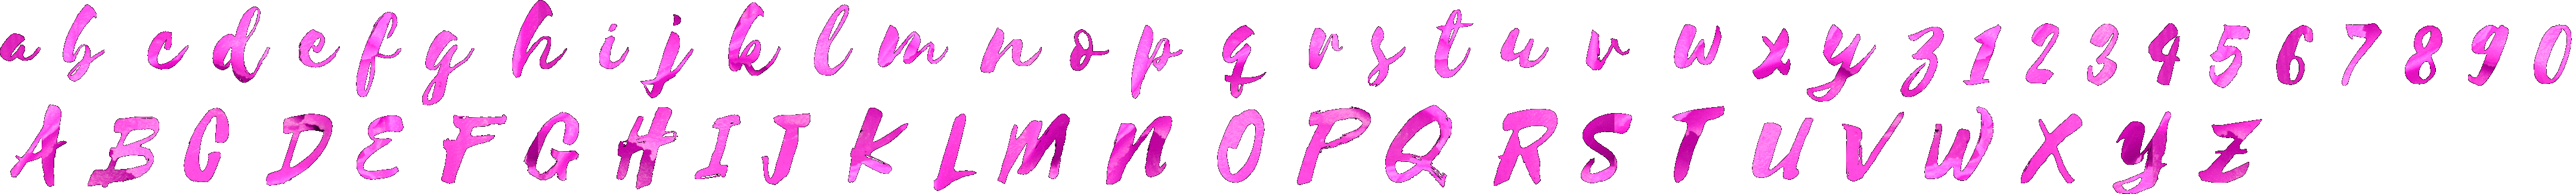 a b c d e f g h i j k l m n o p q r s t u v w x y z 1 2 3 4 5 6 7 8 9 0
A B C D E F G H I J K L M N O P Q R S T U V W X Y Z